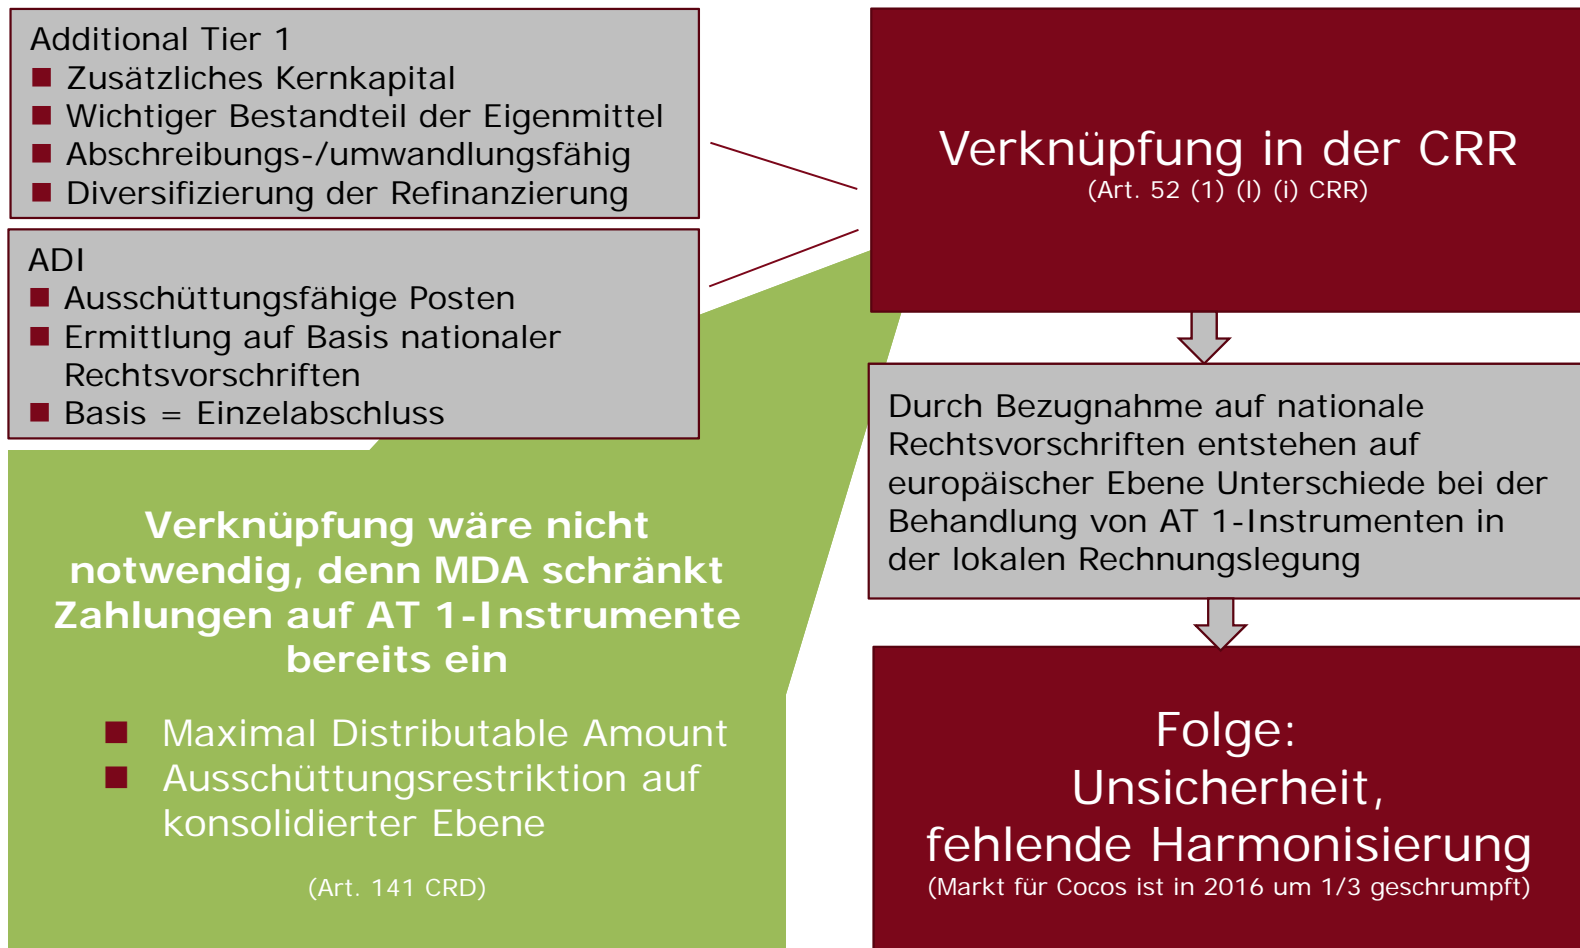 Additional Tier 1
Zusätzliches Kernkapital
Wichtiger Bestandteil der Eigenmittel
Abschreibungs-/umwandlungsfähig
Diversifizierung der Refinanzierung
ADI
Ausschüttungsfähige Posten
Ermittlung auf Basis nationaler
Rechtsvorschriften
Basis = Einzelabschluss
Verknüpfung wäre nicht
notwendig, denn MDA schränkt
Zahlungen auf AT 1-Instrumente
bereits ein
Maximal Distributable Amount
Ausschüttungsrestriktion auf
konsolidierter Ebene
(Art. 141 CRD)
Verknüpfung in der CRR
(Art. 52 (1) (l) (i) CRR)
Durch Bezugnahme auf nationale
Rechtsvorschriften entstehen auf
europäischer Ebene Unterschiede bei der
Behandlung von AT 1-Instrumenten in
der lokalen Rechnungslegung
Folge:
Unsicherheit,
fehlende Harmonisierung
(Markt für Cocos ist in 2016 um 1/3 geschrumpft)